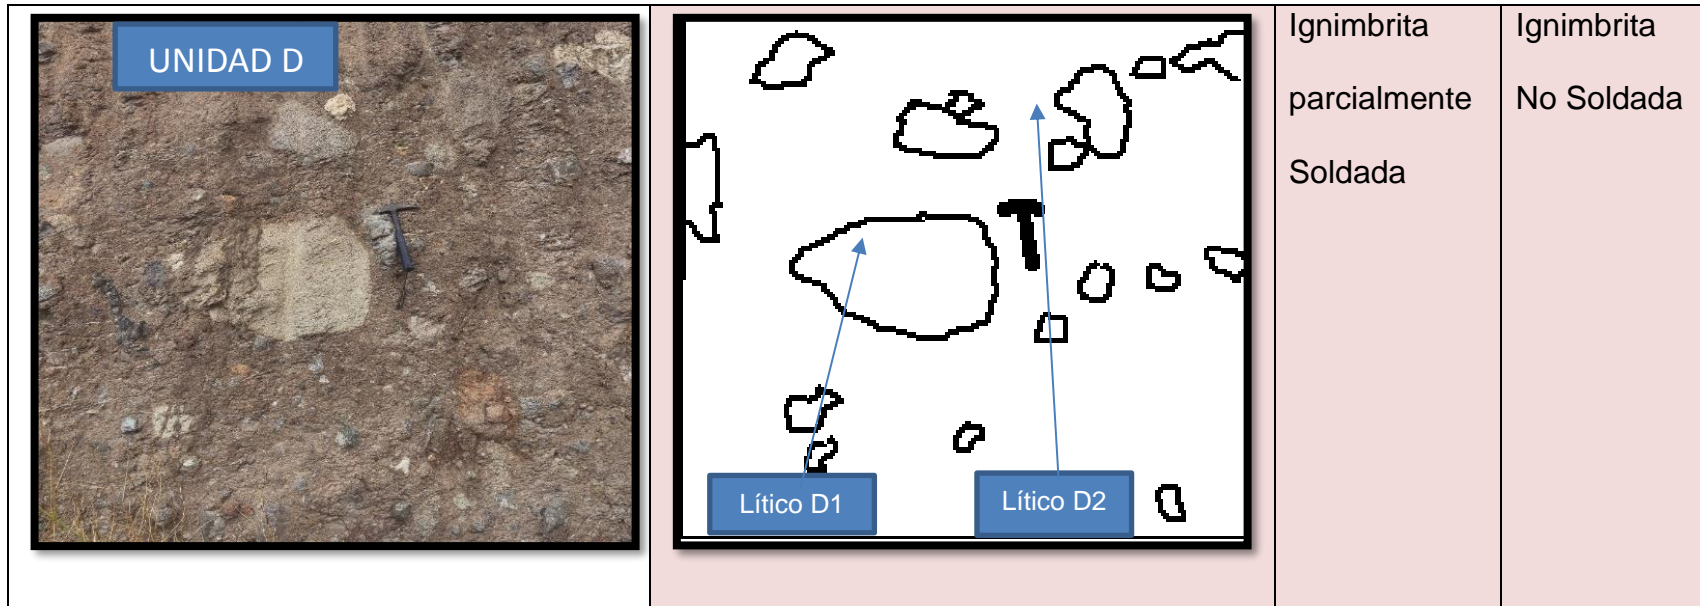 UNIDAD D
Lítico D1
Lítico D2
Ignimbrita
parcialmente
Soldada
Ignimbrita
No Soldada